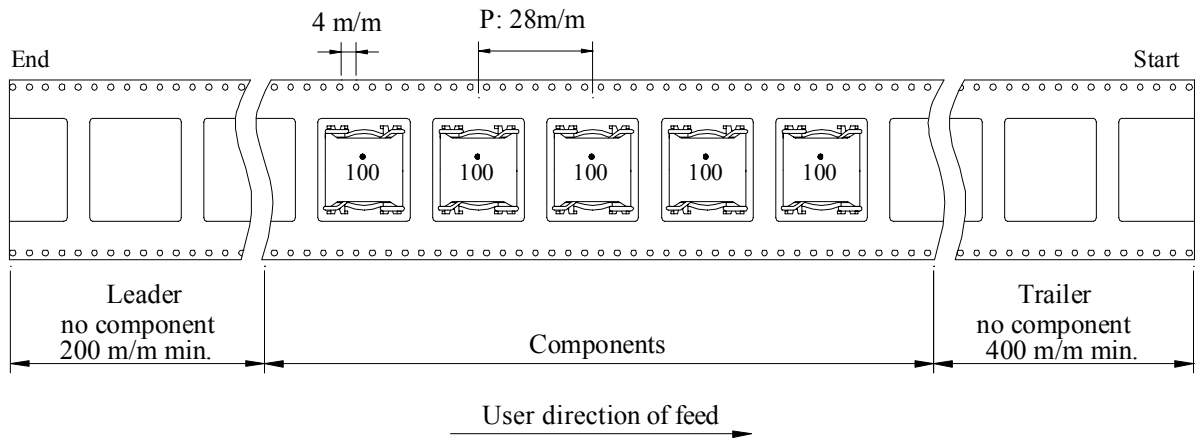 4 m/m
P: 28m/m
End
Start
100 100 100 100 100
Leader
no component
200 m/m min.
Components
Trailer
no component
400 m/m min.
User direction of feed